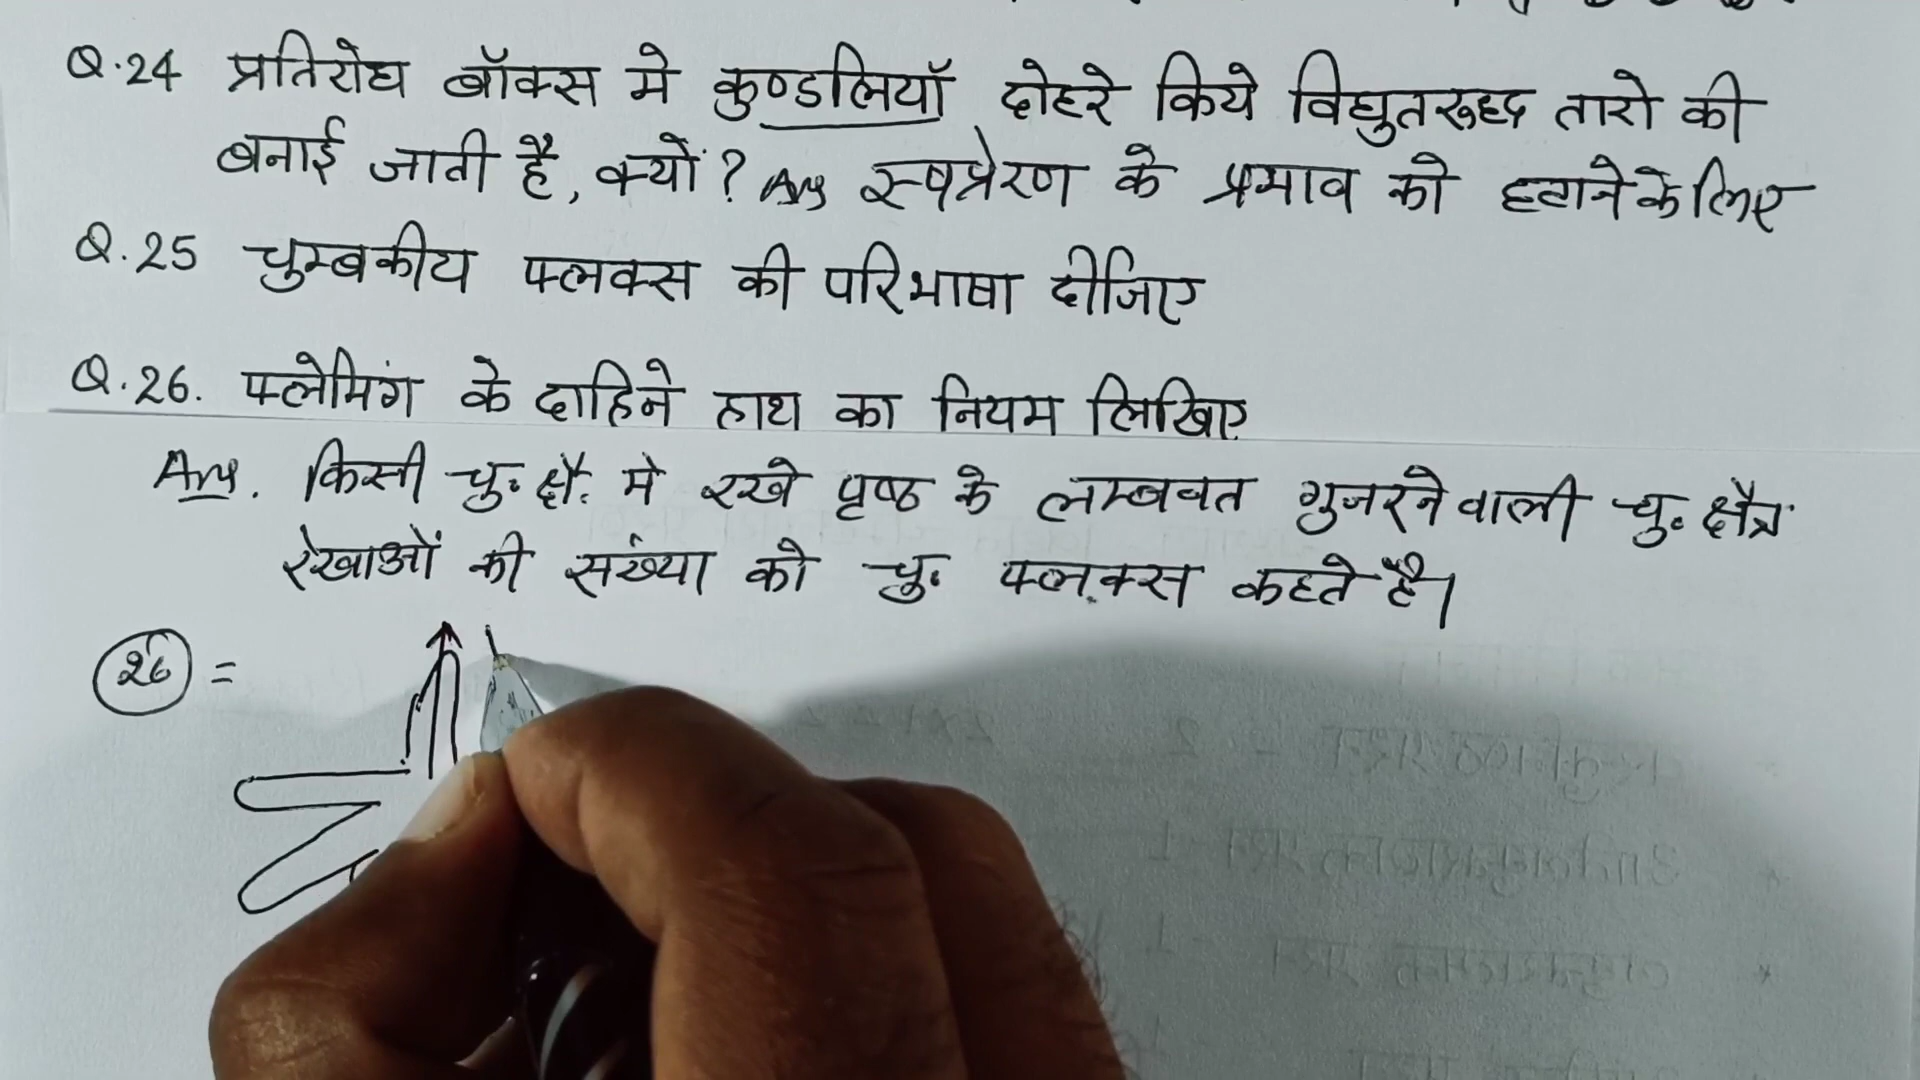 Q.24 प्रतिरोध बॉक्स मे कुण्डलियाँ दोहरे किये विद्युतरूद्ध तारो की
बनाई जाती है, क्यों? Ans स्वप्रेरण के प्रभाव को हटाने के लिए
Q.25 चुम्बकीय फ्लक्स की परिभाषा दीजिए
Q.26. फ्लेमिंग के दाहिने हाथ का नियम लिखिए
Ans. किसी चु. क्षै. मे रखे पृष्ठ के लम्बवत गुजरने वाली चु. क्षैत्र
रेखाओं की संख्या को चु. फ्लक्स कहते है।
26 =